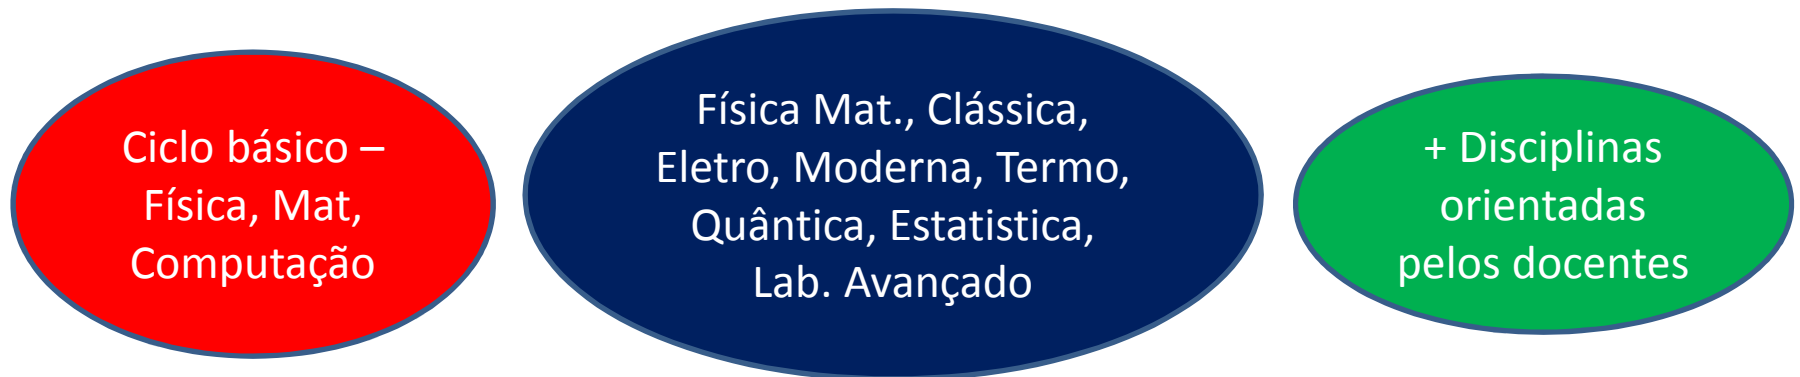 Ciclo básico –
Física, Mat,
Computação
Física Mat., Clássica,
Eletro, Moderna, Termo,
Quântica, Estatistica,
Lab. Avançado
+ Disciplinas
orientadas
pelos docentes